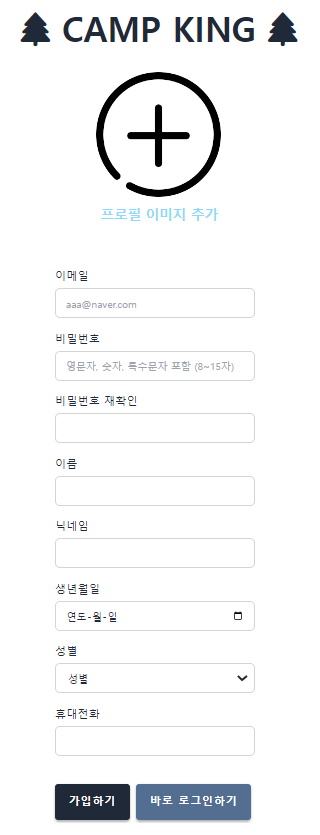 CAMP KING
프로필 이미지 추가
이메일
aaa@naver.com
비밀번호
영문자, 숫자, 특수문자 포함 (8~15자)
비밀번호 재확인
이름
닉네임
생년월일
연도-월-일
성별
성별
휴대전화
가입하기 바로 로그인하기